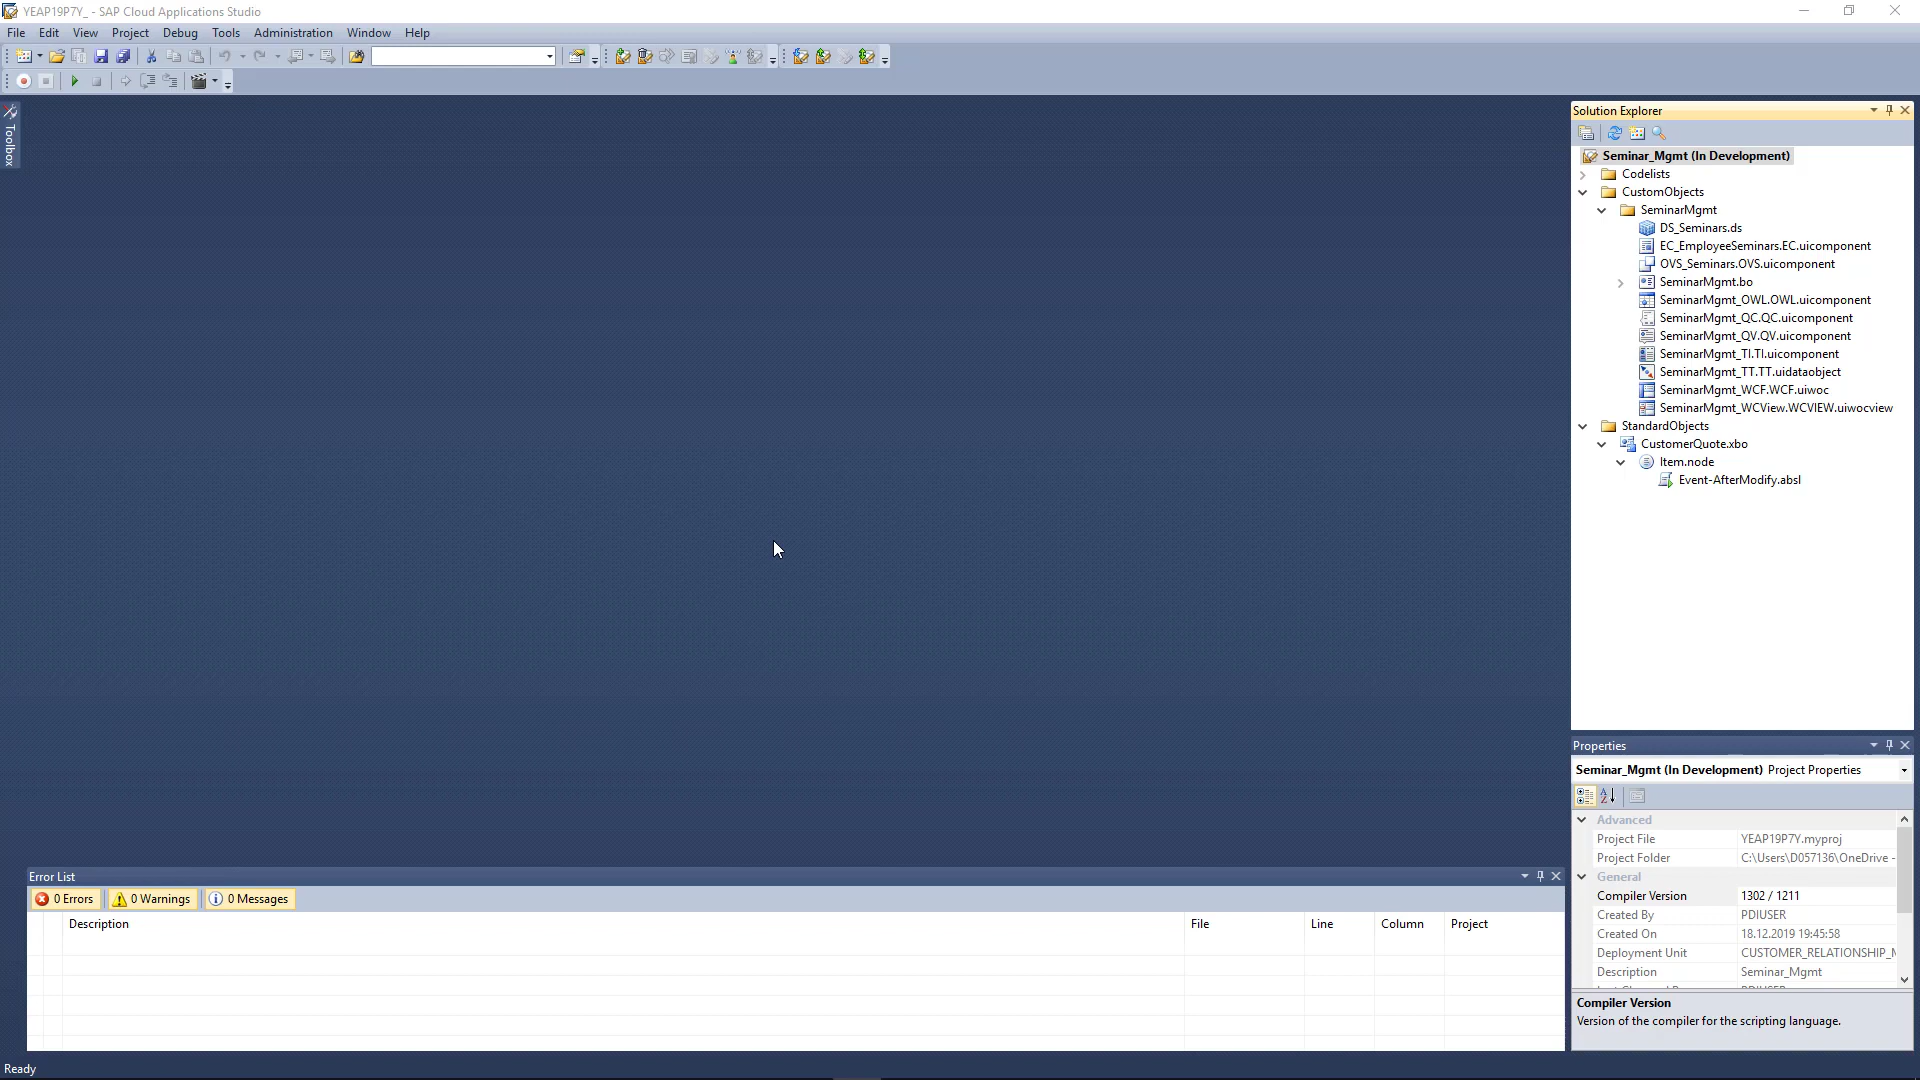 YEAP19P7Y_ - SAP Cloud Applications Studio
File Edit View Project Debug Tools Administration Window Help
Toolbox
Solution Explorer
Seminar_Mgmt (In Development)
Codelists
CustomObjects
SeminarMgmt
DS_Seminars.ds
EC_EmployeeSeminars.EC.uicomponent
OVS_Seminars.OVS.uicomponent
SeminarMgmt.bo
SeminarMgmt_OWL.OWL.uicomponent
SeminarMgmt_QC.QC.uicomponent
SeminarMgmt_QV.QV.uicomponent
SeminarMgmt_TI.TI.uicomponent
SeminarMgmt_TT.TT.uidataobject
SeminarMgmt_WCF.WCF.uiwoc
SeminarMgmt_WCView.WCVIEW.uiwocview
StandardObjects
CustomerQuote.xbo
Item.node
Event-AfterModify.absl
Properties
Seminar_Mgmt (In Development) Project Properties
Advanced
Project File YEAP19P7Y.myproj
Project Folder C:\Users\D057136\OneDrive -
General
Compiler Version 1302 / 1211
Created By PDIUSER
Created On 18.12.2019 19:45:58
Deployment Unit CUSTOMER_RELATIONSHIP_
Description Seminar_Mgmt
Compiler Version
Version of the compiler for the scripting language.
Error List
0 Errors 0 Warnings 0 Messages
Description File Line Column Project
Ready